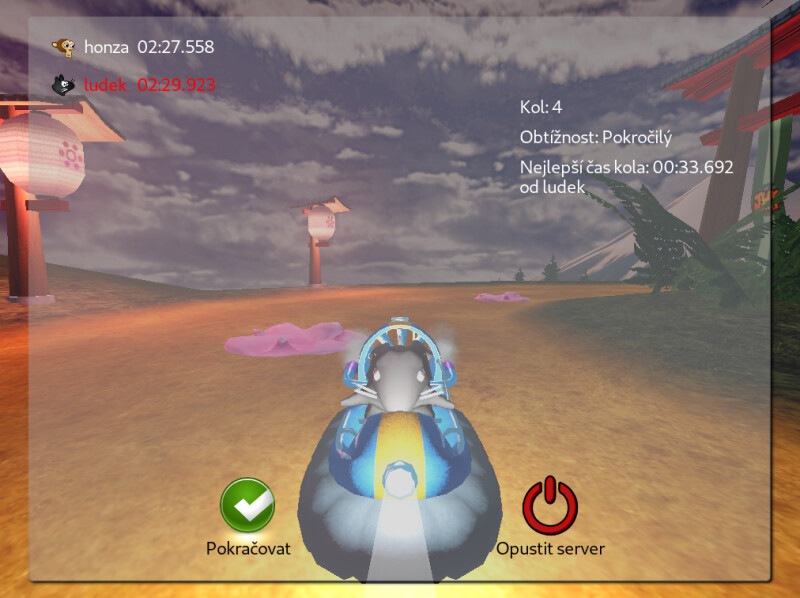 honza 02:27.558
ludek 02:29.923
Kol: 4
Obtížnost: Pokročilý
Nejlepší čas kola: 00:33.692
od ludek
Pokračovat
Opustit server